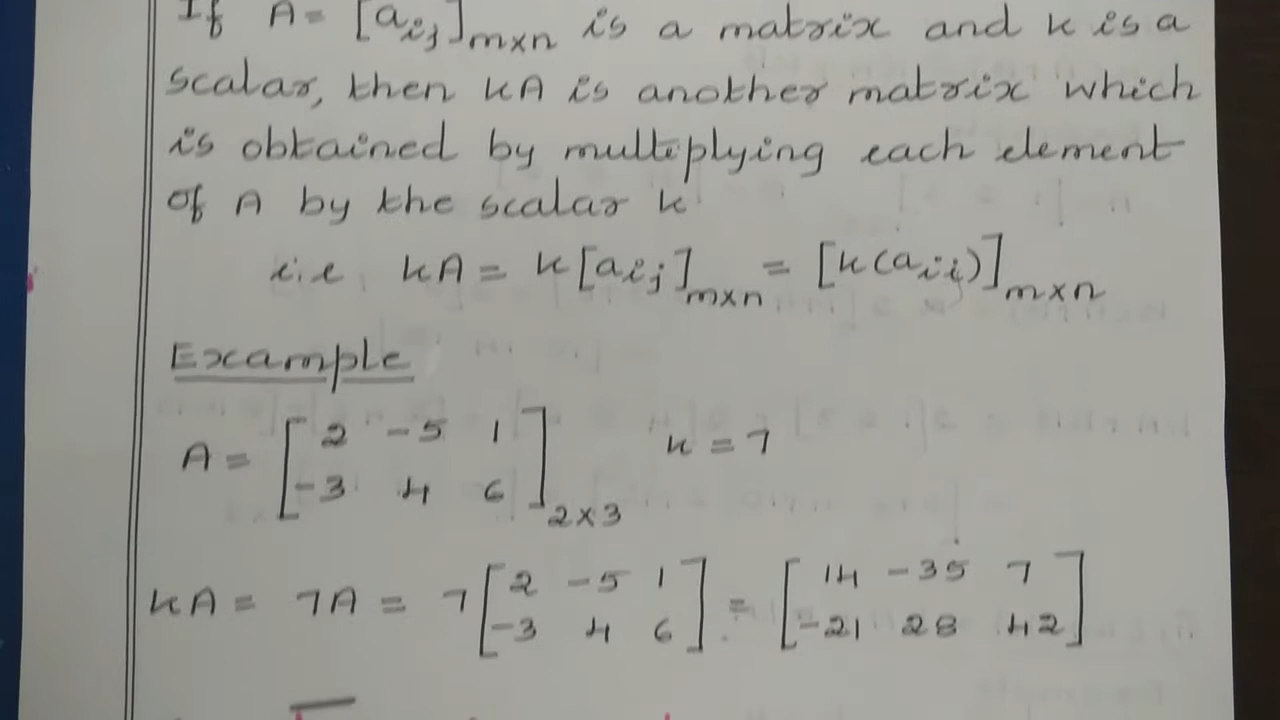 If A = [aij]m×n is a matrix and k is a
scalar, then kA is another matrix which
is obtained by multiplying each element
of A by the scalar k
i.e kA = k[aij]m×n = [k(aij)]m×n
Example
A = [2 -5 1
-3 4 6]2×3 k = 7
kA = 7A = 7[2 -5 1
-3 4 6] = [14 -35 7
-21 28 42]